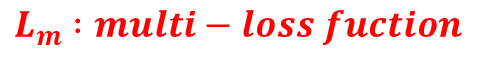 L_m : multi − loss fuction